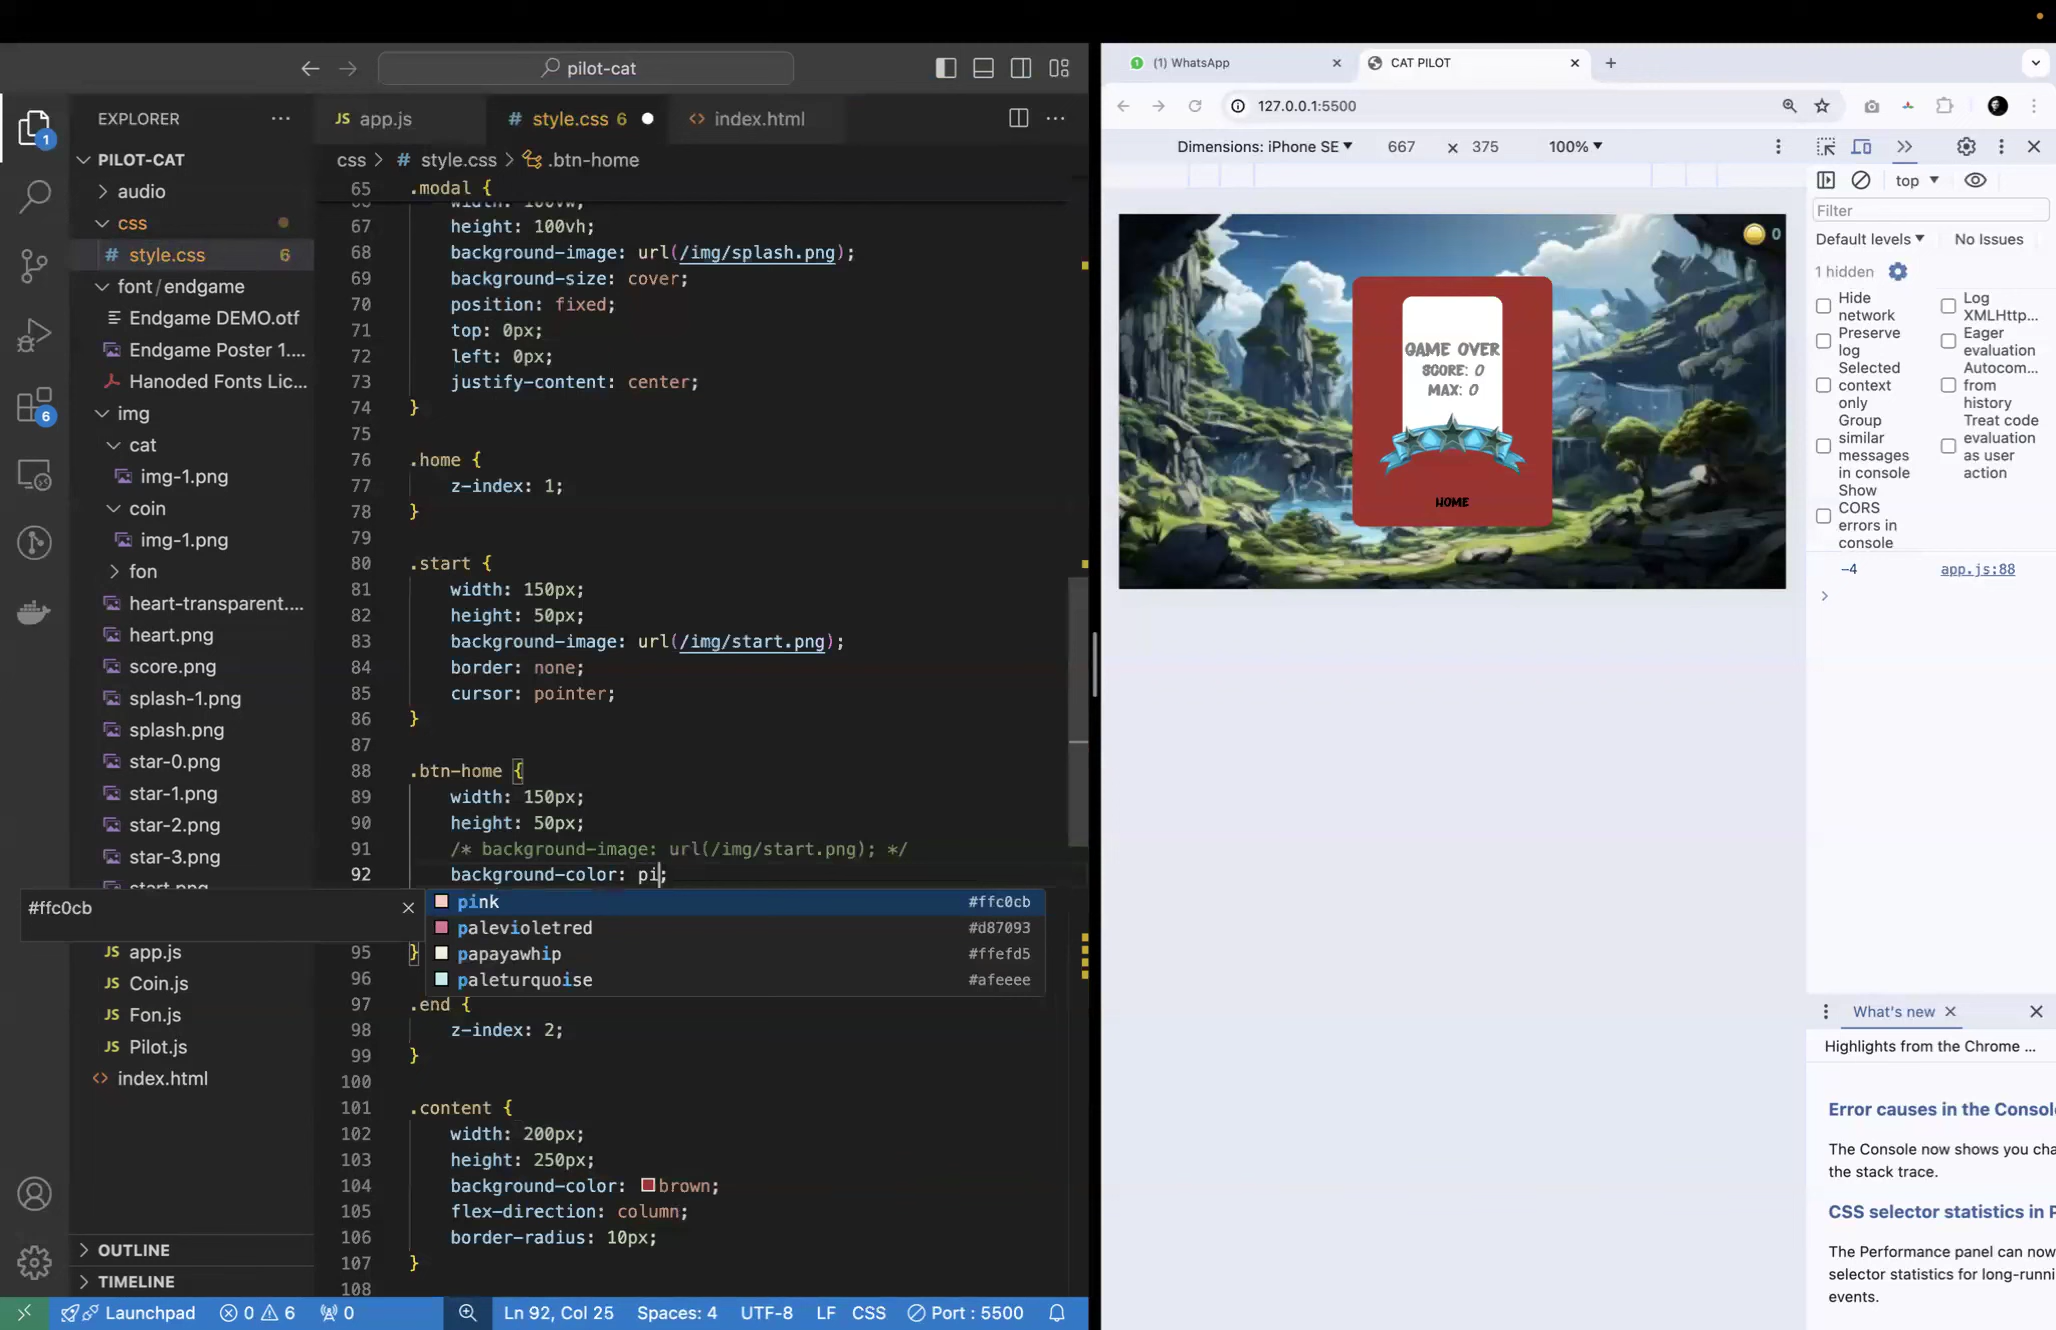 pilot-cat
EXPLORER
PILOT-CAT
audio
css
style.css 6
font/endgame
Endgame DEMO.otf
Endgame Poster 1....
Hanoded Fonts Lic...
img
cat
img-1.png
coin
img-1.png
fon
heart-transparent....
heart.png
score.png
splash-1.png
splash.png
star-0.png
star-1.png
star-2.png
star-3.png
start.png
JS app.js
JS Coin.js
JS Fon.js
JS Pilot.js
index.html
OUTLINE
TIMELINE
1
6
JS app.js
# style.css 6
<> index.html
css > # style.css > .btn-home
65 .modal {
width: 100vw;
67 height: 100vh;
68 background-image: url(/img/splash.png);
69 background-size: cover;
70 position: fixed;
71 top: 0px;
72 left: 0px;
73 justify-content: center;
74 }
75
76 .home {
77 z-index: 1;
78 }
79
80 .start {
81 width: 150px;
82 height: 50px;
83 background-image: url(/img/start.png);
84 border: none;
85 cursor: pointer;
86 }
87
88 .btn-home {
89 width: 150px;
90 height: 50px;
91 /* background-image: url(/img/start.png); */
92 background-color: pi;
#ffc0cb
pink #ffc0cb
palevioletred #d87093
papayawhip #ffefd5
paleturquoise #afeeee
95 }
96
97 .end {
98 z-index: 2;
99 }
100
101 .content {
102 width: 200px;
103 height: 250px;
104 background-color: brown;
105 flex-direction: column;
106 border-radius: 10px;
107 }
108
Launchpad 0 6 0 Ln 92, Col 25 Spaces: 4 UTF-8 LF CSS Port : 5500
(1) WhatsApp
CAT PILOT
127.0.0.1:5500
Dimensions: iPhone SE 667 x 375 100%
0
GAME OVER
SCORE: 0
MAX: 0
HOME
top
Filter
Default levels No Issues
1 hidden
Hide
network
Preserve
log
Selected
context
only
Group
similar
messages
in console
Show
CORS
errors in
console
Log
XMLHttp...
Eager
evaluation
Autocom...
from
history
Treat code
evaluation
as user
action
-4 app.js:88
What's new
Highlights from the Chrome ...
Error causes in the Consol
The Console now shows you cha
the stack trace.
CSS selector statistics in P
The Performance panel can now
selector statistics for long-runni
events.